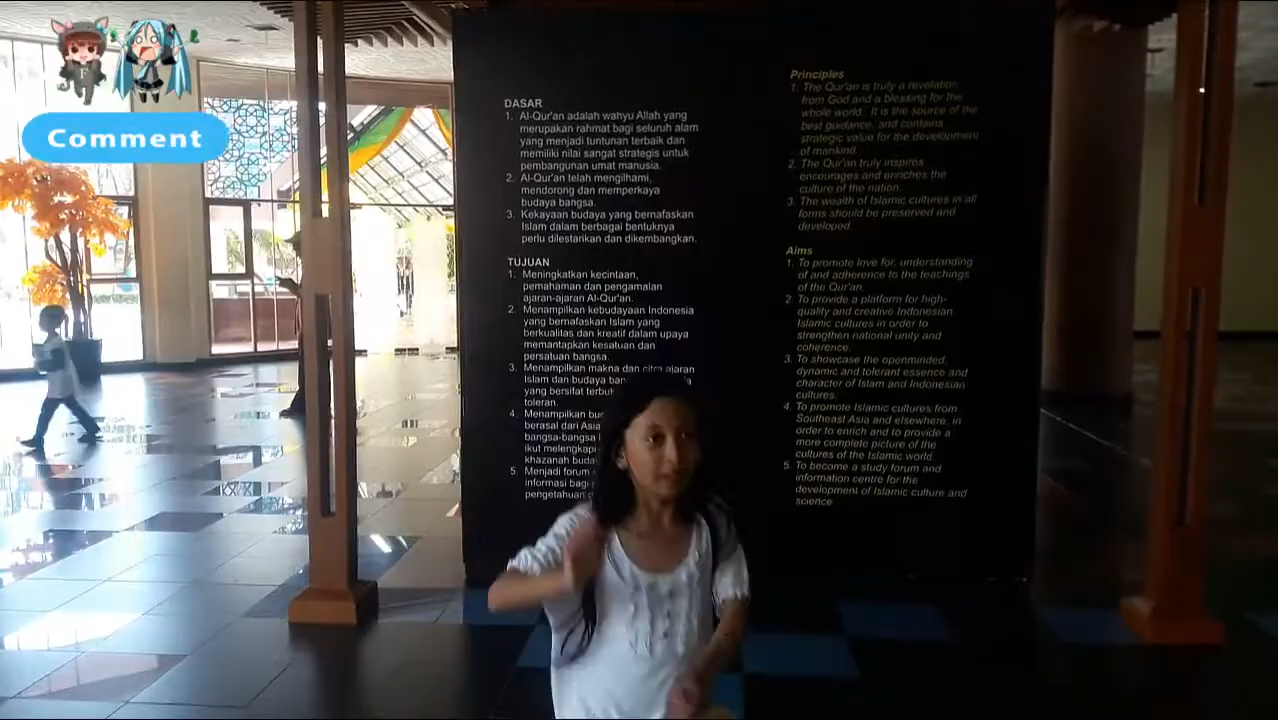 Comment
DASAR
1. Al-Qur'an adalah wahyu Allah yang
merupakan rahmat bagi seluruh alam
yang menjadi tuntunan terbaik dan
memiliki nilai sangat strategis untuk
pembangunan umat manusia.
2. Al-Qur'an telah mengilhami,
mendorong dan memperkaya
budaya bangsa.
3. Kekayaan budaya yang bernafaskan
Islam dalam berbagai bentuknya
perlu dilestarikan dan dikembangkan.
TUJUAN
1. Meningkatkan kecintaan,
pemahaman dan pengamalan
ajaran-ajaran Al-Qur'an.
2. Menampilkan kebudayaan Indonesia
yang bernafaskan Islam yang
berkualitas dan kreatif dalam upaya
memantapkan kesatuan dan
persatuan bangsa.
3. Menampilkan makna dan citra ajaran
Islam dan budaya
yang bersifat
toleran.
4. Menampilkan
berasal dari Asia
bangsa-bangsa
ikut melengkapi
khazanah
5. Menjadi forum
informasi bagi
pengetahuan
Principles
1. The Qur'an is truly a revelation
from God and a blessing for the
whole world. It is the source of the
best guidance, and contains
strategic value for the development
of mankind.
2. The Qur'an truly inspires
encourages and enriches the
culture of the nation.
3. The wealth of Islamic cultures in all
forms should be preserved and
developed.
Aims
1. To promote love for, understanding
of and adherence to the teachings
of the Qur'an.
2. To provide a platform for high-
quality and creative Indonesian
Islamic cultures in order to
strengthen national unity and
coherence.
3. To showcase the openminded,
dynamic and tolerant essence and
character of Islam and Indonesian
cultures.
4. To promote Islamic cultures from
Southeast Asia and elsewhere, in
order to enrich and to provide a
more complete picture of the
cultures of the Islamic world.
5. To become a study forum and
information centre for the
development of Islamic culture and
science